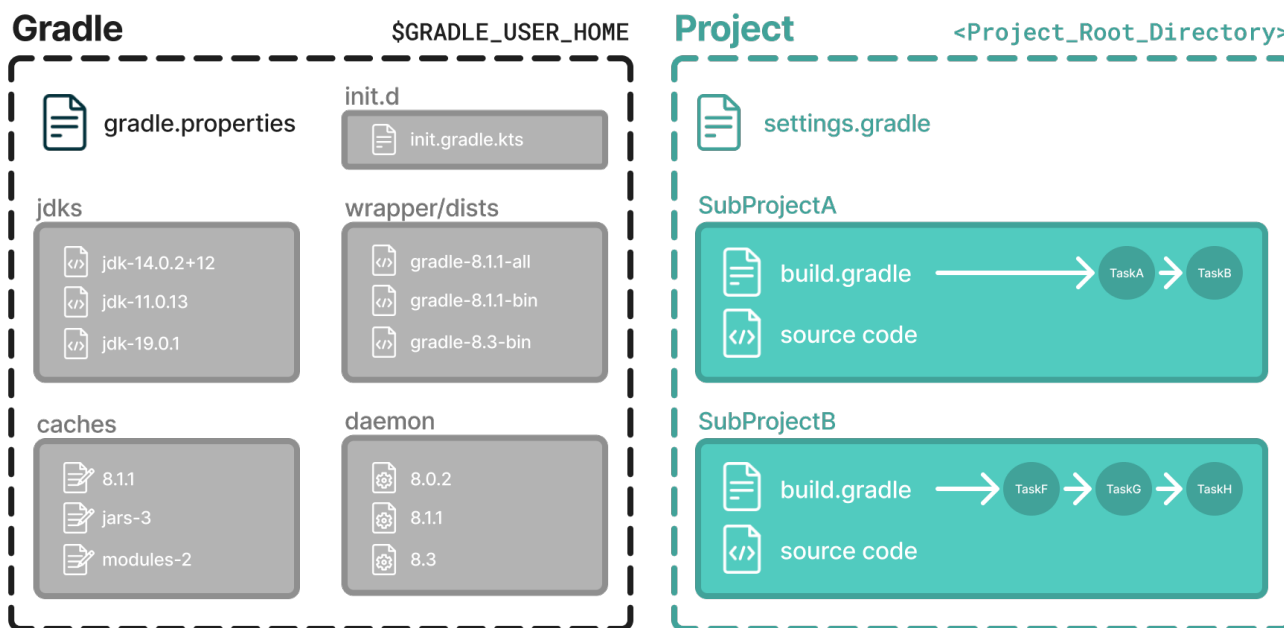 Gradle
$GRADLE_USER_HOME
gradle.properties
init.d
init.gradle.kts
jdks
jdk-14.0.2+12
jdk-11.0.13
jdk-19.0.1
wrapper/dists
gradle-8.1.1-all
gradle-8.1.1-bin
gradle-8.3-bin
caches
8.1.1
jars-3
modules-2
daemon
8.0.2
8.1.1
8.3
Project
<Project_Root_Directory>
settings.gradle
SubProjectA
build.gradle
TaskA
TaskB
source code
SubProjectB
build.gradle
TaskF
TaskG
TaskH
source code